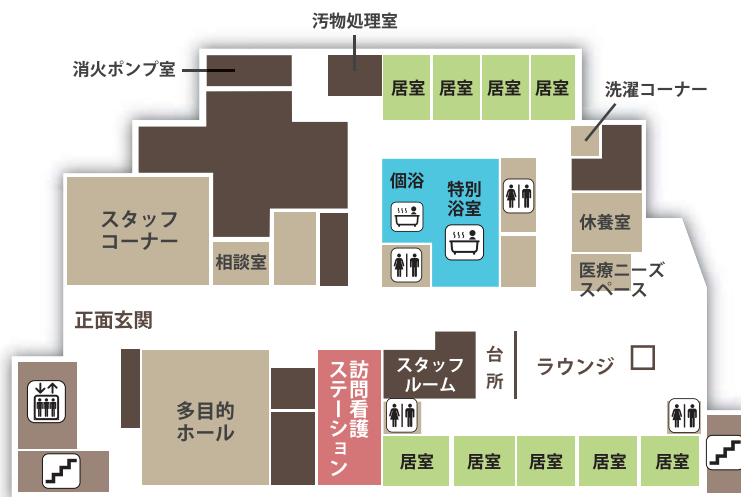 汚物処理室
消火ポンプ室
居室
居室
居室
居室
洗濯コーナー
個浴
特別
浴室
スタッフ
コーナー
休養室
相談室
医療ニーズ
スペース
正面玄関
訪問看護
ステーション
スタッフ
ルーム
台所
ラウンジ
多目的
ホール
居室
居室
居室
居室
居室